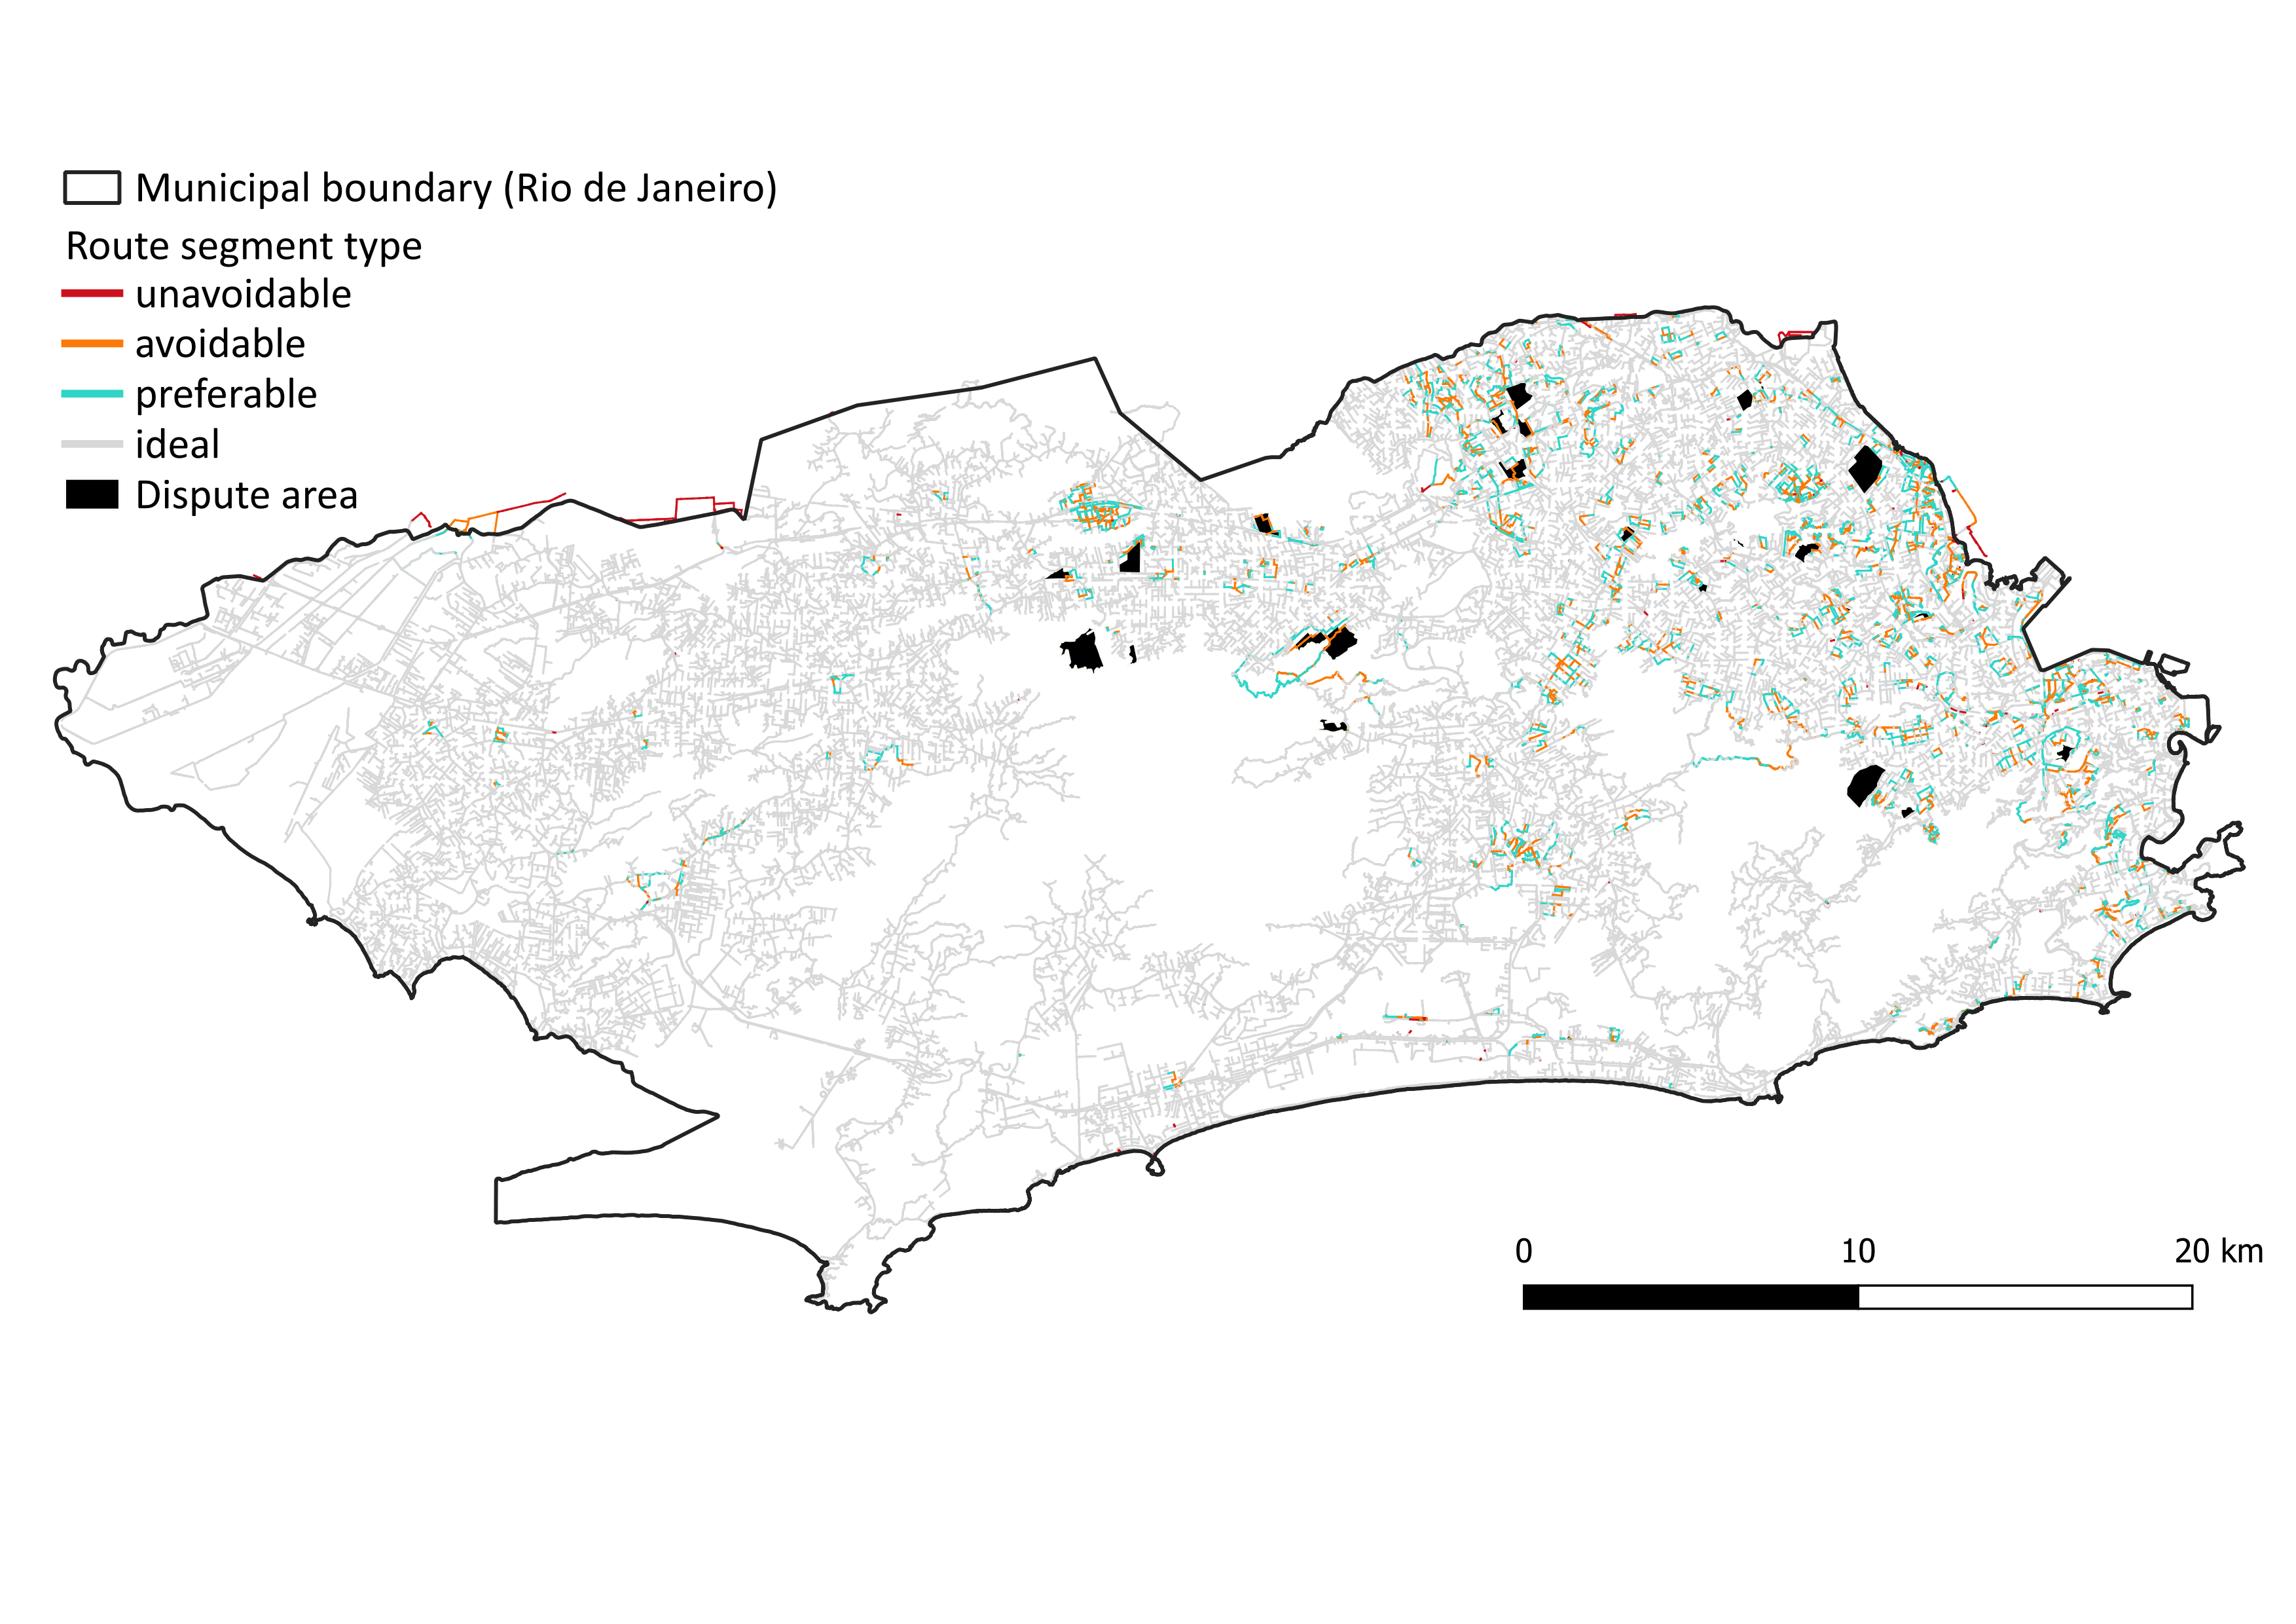 Municipal boundary (Rio de Janeiro)
Route segment type
unavoidable
avoidable
preferable
ideal
Dispute area
0 10 20 km